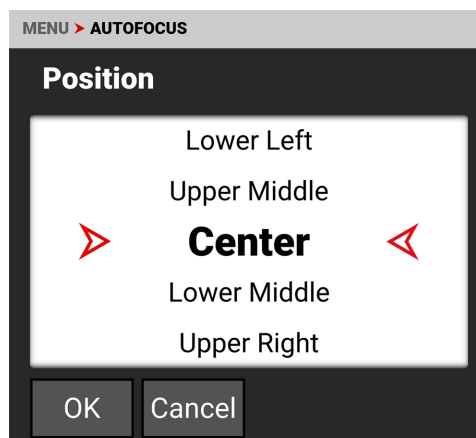 MENU ➤ AUTOFOCUS
Position
Lower Left
Upper Middle
Center
Lower Middle
Upper Right
OK Cancel